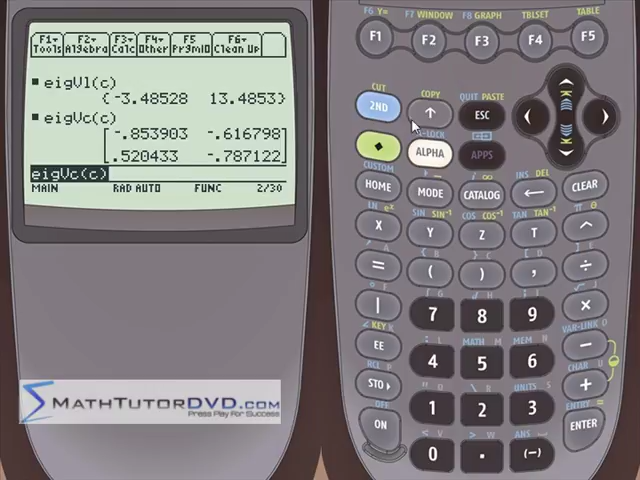 F1 F2 F3 F4 F5 F6
Tools Algebra Calc Other PrgmIO Clean Up
eigVl(c)
{-3.48528 13.4853}
eigVc(c)
[-.853903 -.616798]
[.520433 -.787122]
eigVc(c)
MAIN RAD AUTO FUNC 2/30
MATHTUTORDVD.COM
Press Play For Success
F6 Y= F7 WINDOW F8 GRAPH TBLSET TABLE
F1 F2 F3 F4 F5
CUT COPY QUIT PASTE
2ND ↑ ESC
A-LOCK
◆ ALPHA APPS
CUSTOM INS DEL
HOME MODE CATALOG ← CLEAR
LN eˣ SIN SIN⁻¹ COS COS⁻¹ TAN TAN⁻¹ π θ
X Y Z T ^
= ( ) , ÷
| 7 8 9 ×
KEY K MATH M MEM N VAR-LINK O
EE 4 5 6 −
RCL P UNITS S CHAR U
STO▸ 1 2 3 +
OFF ANS ENTRY =
ON 0 . (−) ENTER